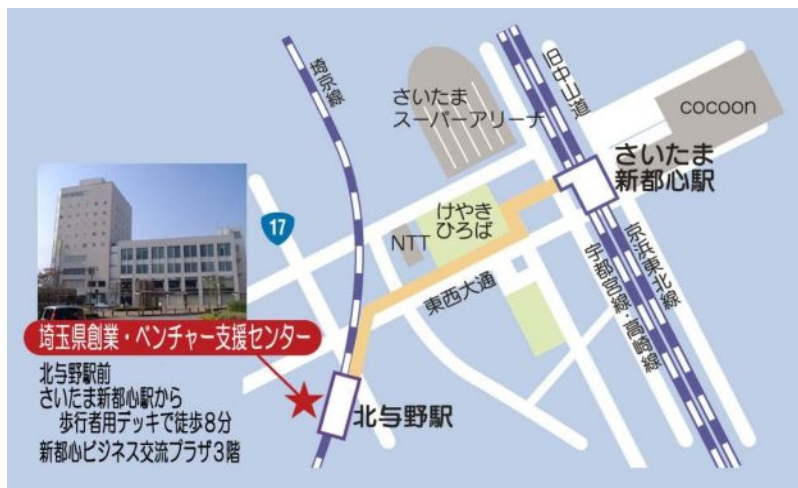 埼京線
さいたま
スーパーアリーナ
旧中山道
cocoon
さいたま
新都心駅
けやき
ひろば
NTT
17
東西大通
宇都宮線・高崎線
京浜東北線
埼玉県創業・ベンチャー支援センター
北与野駅前
さいたま新都心駅から
歩行者用デッキで徒歩8分
新都心ビジネス交流プラザ3階
北与野駅